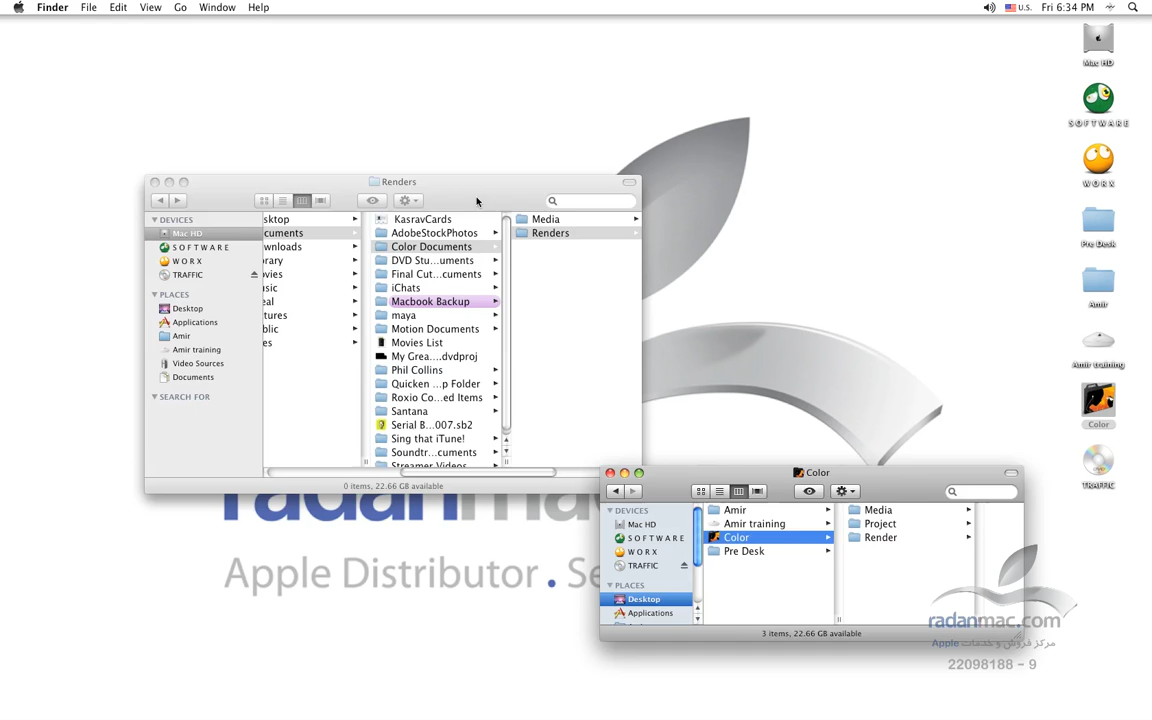 Finder File Edit View Go Window Help
U.S. Fri 6:34 PM
Mac HD
S O F T W A R E
W O R X
Pre Desk
Amir
Amir training
Color
TRAFFIC
Renders
DEVICES
Mac HD
S O F T W A R E
W O R X
TRAFFIC
PLACES
Desktop
Applications
Amir
Amir training
Video Sources
Documents
SEARCH FOR
sktop
cuments
wnloads
rary
vies
sic
eal
tures
blic
es
KasravCards
AdobeStockPhotos
Color Documents
DVD Stu...uments
Final Cut...cuments
iChats
Macbook Backup
maya
Motion Documents
Movies List
My Grea....dvdproj
Phil Collins
Quicken ...p Folder
Roxio Co...ed Items
Santana
Serial B...007.sb2
Sing that iTune!
Soundtr...cuments
Streamer Videos
Media
Renders
0 items, 22.66 GB available
radanmac
Apple Distributor . Se
Color
DEVICES
Mac HD
S O F T W A R E
W O R X
TRAFFIC
PLACES
Desktop
Applications
Amir
Amir training
Color
Pre Desk
Media
Project
Render
3 items, 22.66 GB available
radanmac.com
مرکز فروش و خدمات Apple
22098188 - 9